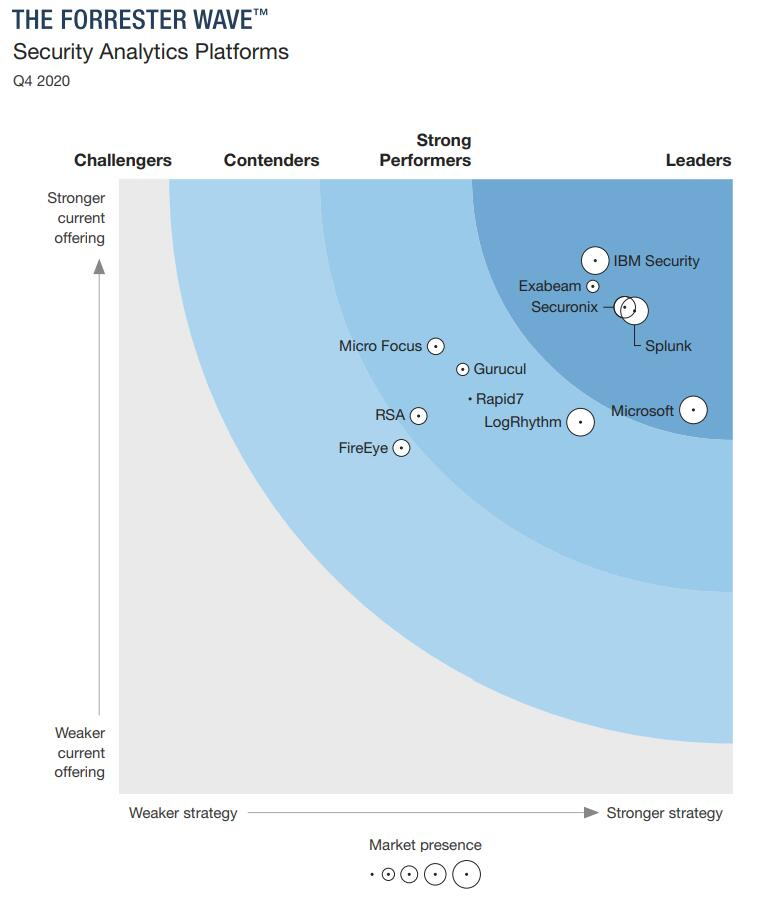 THE FORRESTER WAVE™
Security Analytics Platforms
Q4 2020
Challengers
Contenders
Strong
Performers
Leaders
Stronger
current
offering
IBM Security
Exabeam
Securonix
Splunk
Micro Focus
Gurucul
Rapid7
RSA
LogRhythm
Microsoft
FireEye
Weaker
current
offering
Weaker strategy
Stronger strategy
Market presence